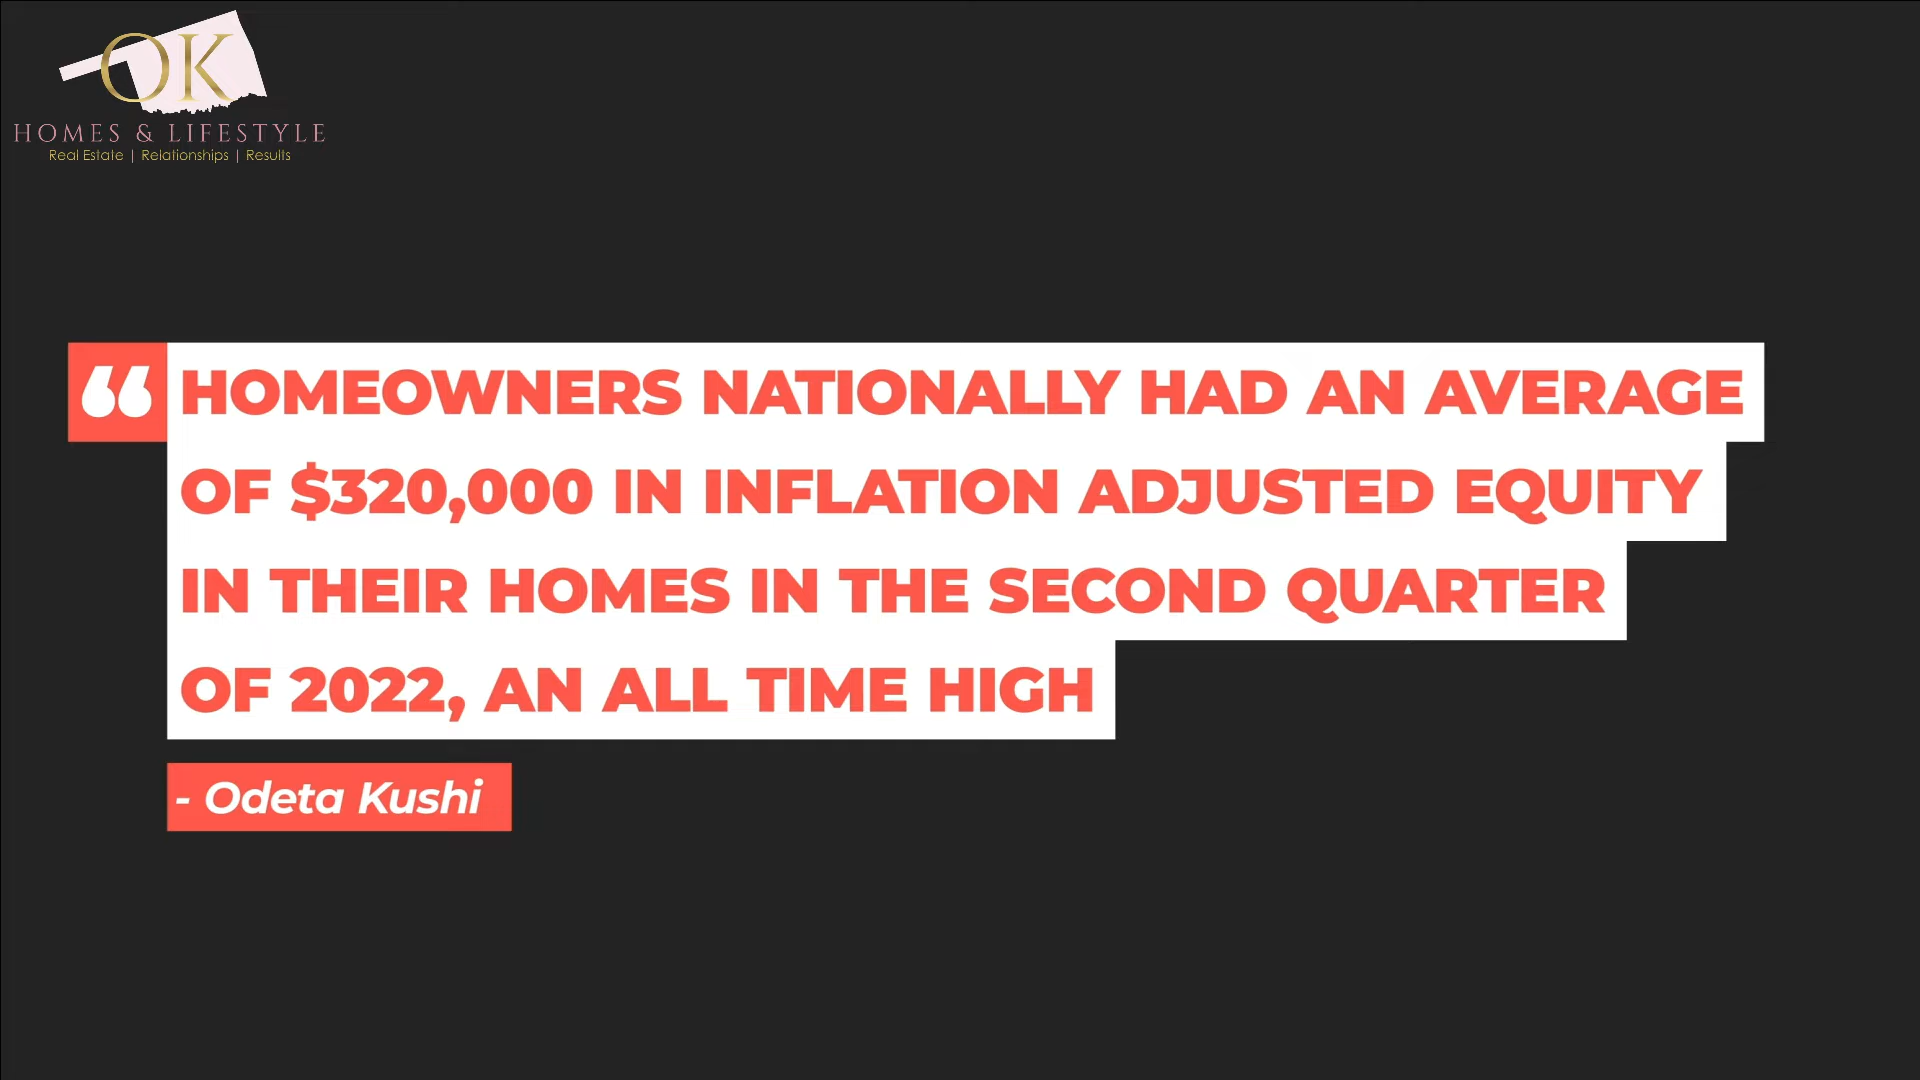 OK
HOMES & LIFESTYLE
Real Estate | Relationships | Results
“ HOMEOWNERS NATIONALLY HAD AN AVERAGE
OF $320,000 IN INFLATION ADJUSTED EQUITY
IN THEIR HOMES IN THE SECOND QUARTER
OF 2022, AN ALL TIME HIGH
- Odeta Kushi